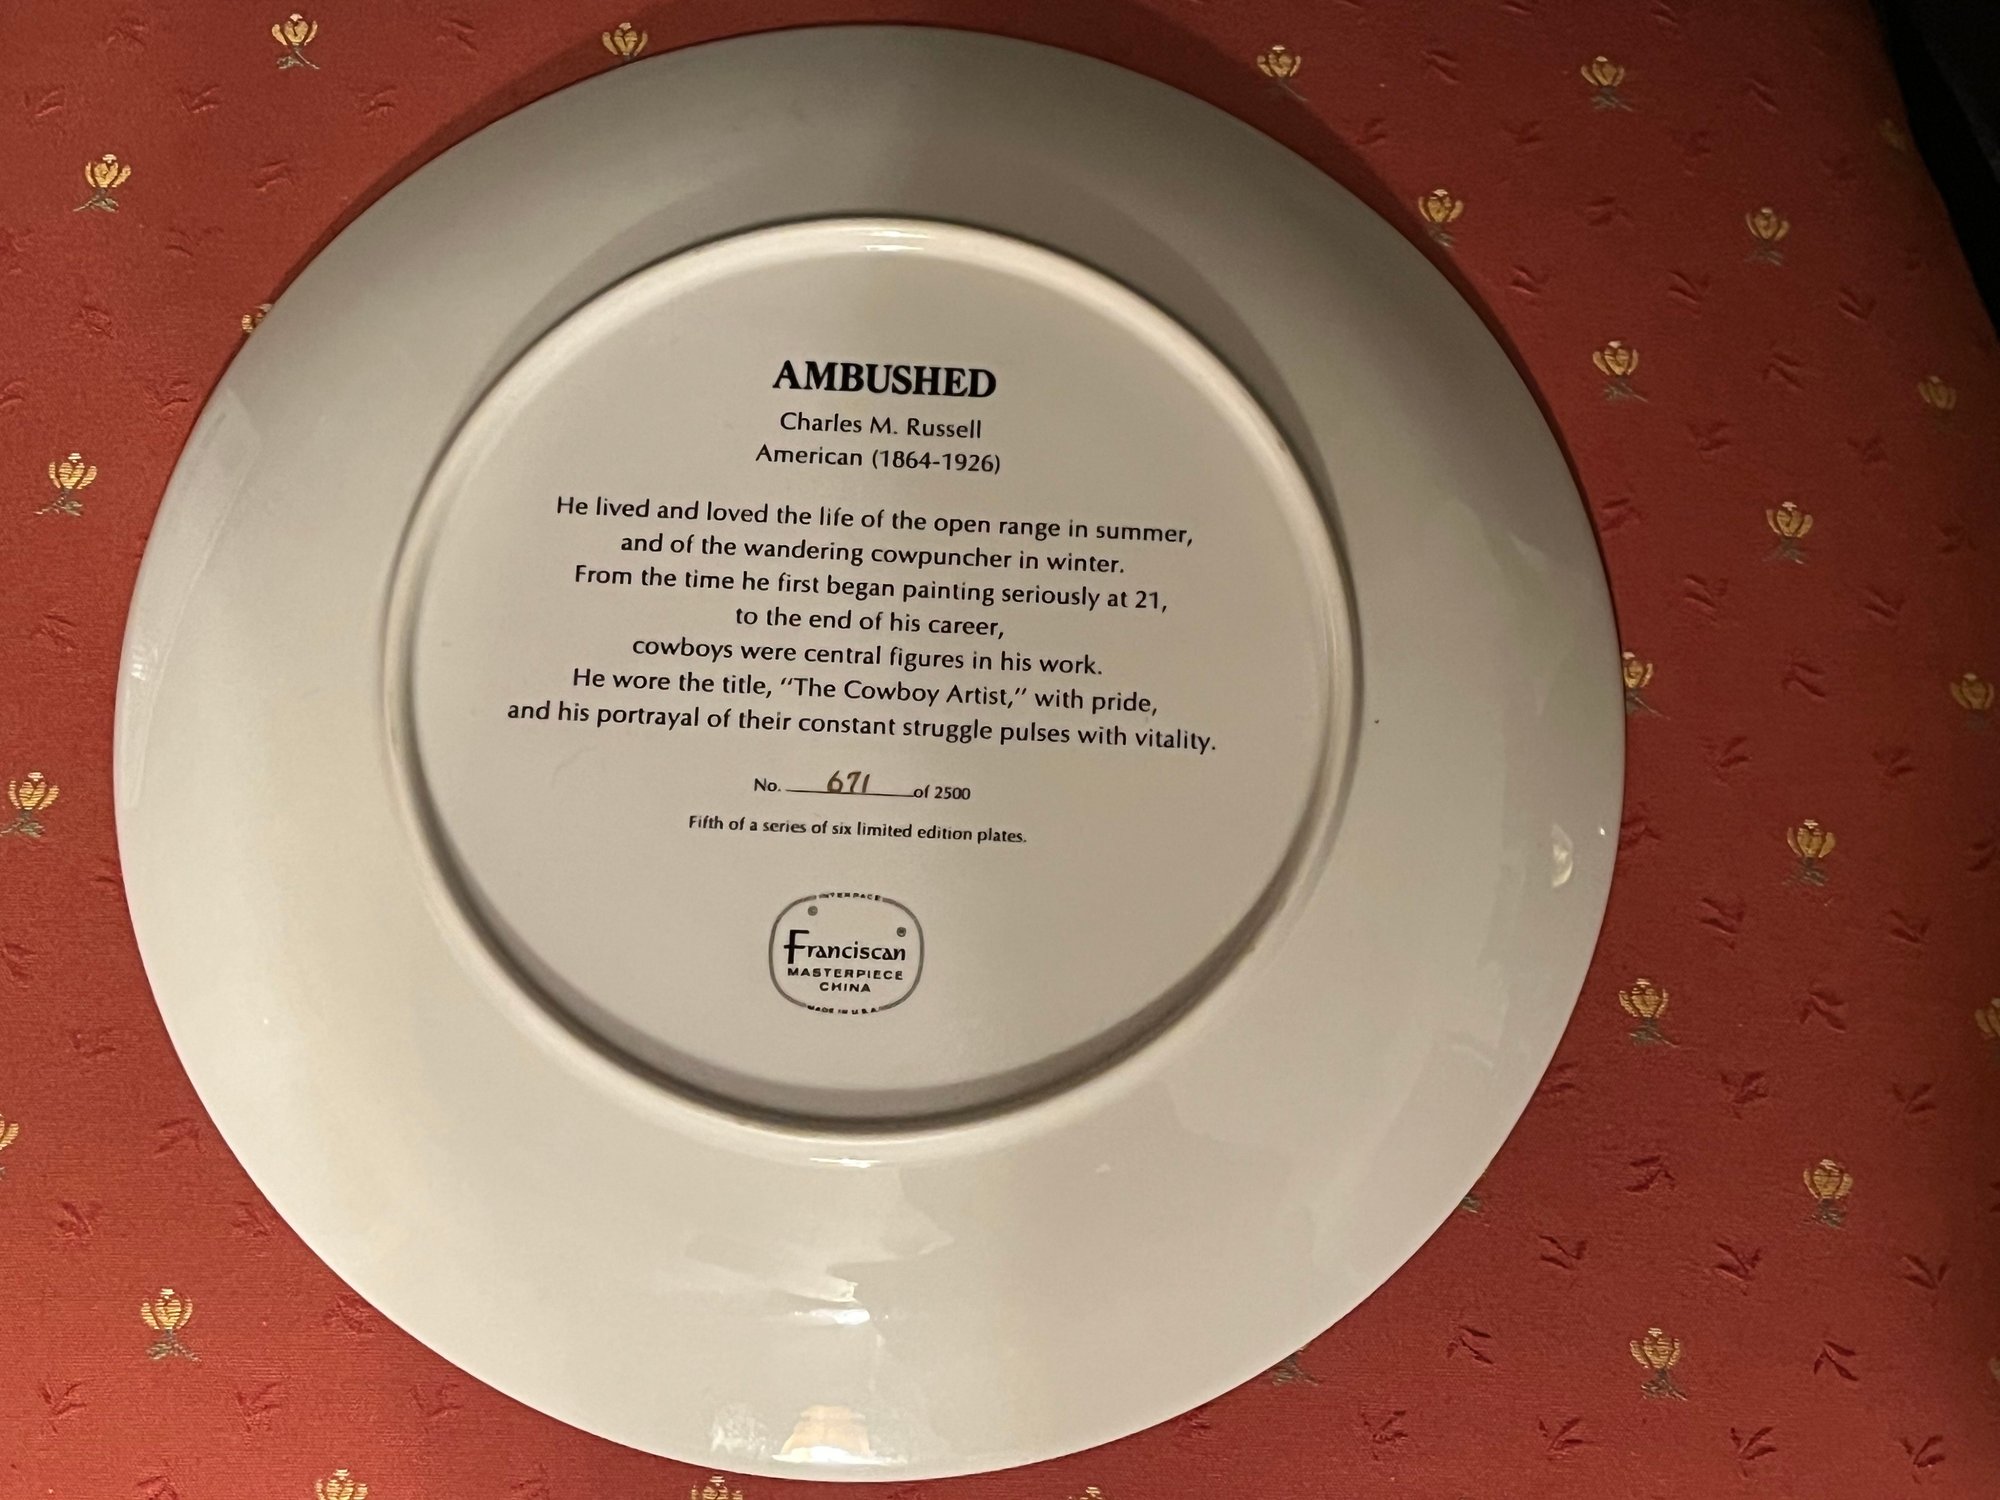 AMBUSHED
Charles M. Russell
American (1864-1926)
He lived and loved the life of the open range in summer,
and of the wandering cowpuncher in winter.
From the time he first began painting seriously at 21,
to the end of his career,
cowboys were central figures in his work.
He wore the title, “The Cowboy Artist,” with pride,
and his portrayal of their constant struggle pulses with vitality.
No. 671 of 2500
Fifth of a series of six limited edition plates.
INTERPACE
Franciscan
MASTERPIECE
CHINA
MADE IN U.S.A.